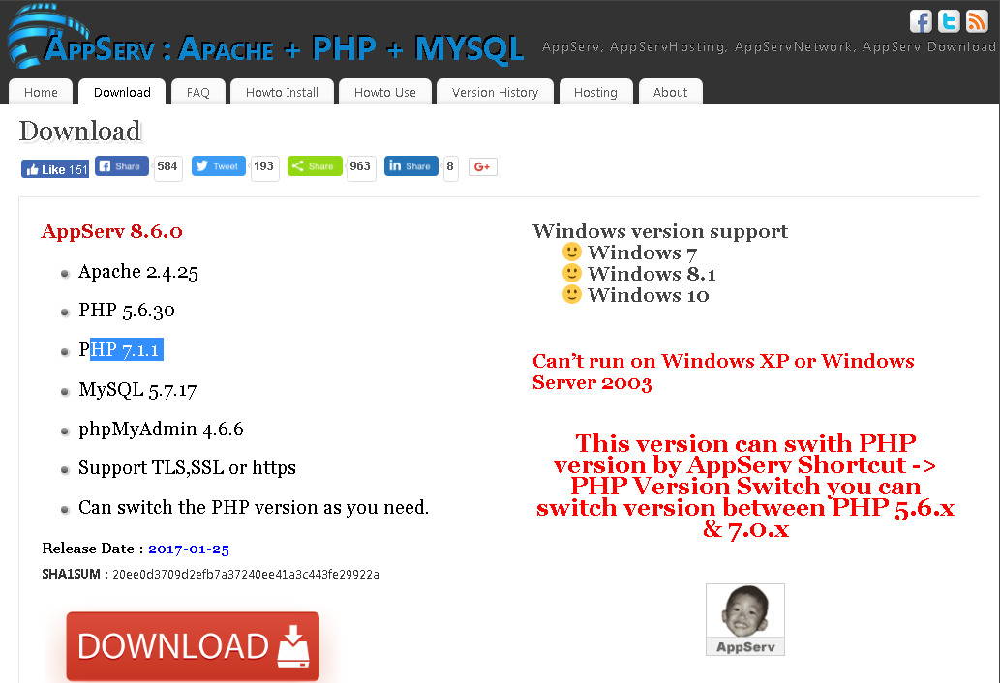 AppServ : Apache + PHP + MYSQL
AppServ, AppServHosting, AppServNetwork, AppServ Download
Home Download FAQ Howto Install Howto Use Version History Hosting About
Download
Like 151 Share 584 Tweet 193 Share 963 Share 8 G+
AppServ 8.6.0
Apache 2.4.25
PHP 5.6.30
PHP 7.1.1
MySQL 5.7.17
phpMyAdmin 4.6.6
Support TLS,SSL or https
Can switch the PHP version as you need.
Release Date : 2017-01-25
SHA1SUM : 20ee0d3709d2efb7a37240ee41a3c443fe29922a
DOWNLOAD
Windows version support
Windows 7
Windows 8.1
Windows 10
Can't run on Windows XP or Windows
Server 2003
This version can swith PHP
version by AppServ Shortcut ->
PHP Version Switch you can
switch version between PHP 5.6.x
& 7.0.x
AppServ